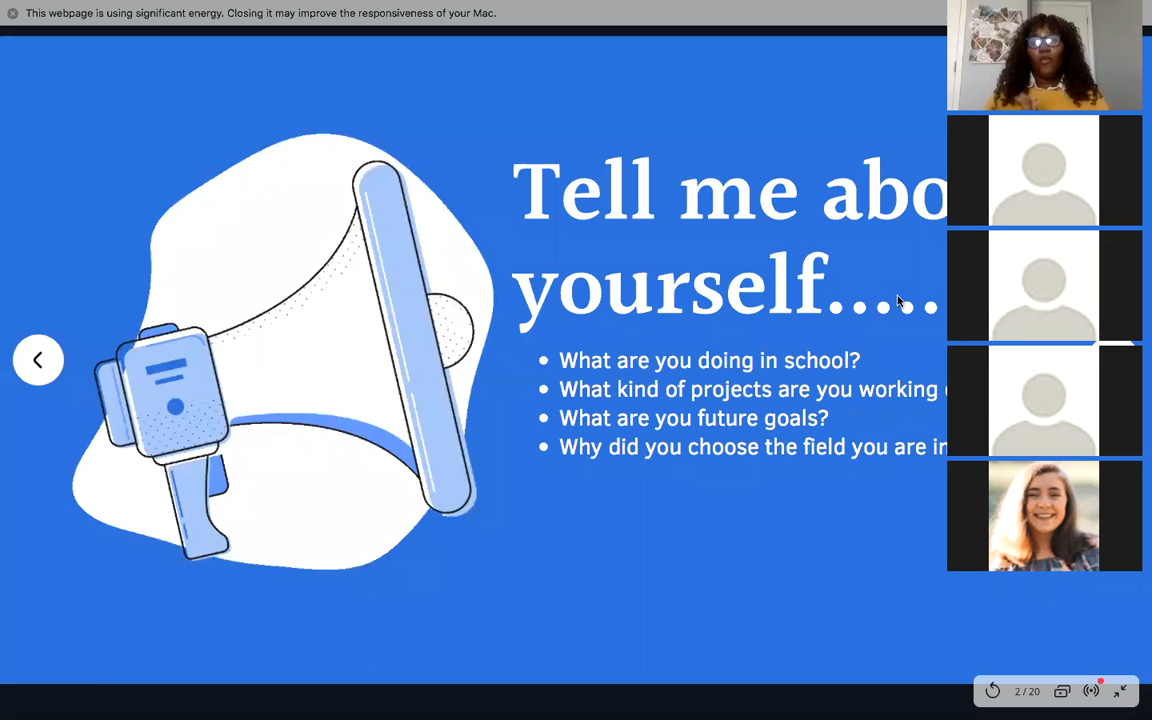 This webpage is using significant energy. Closing it may improve the responsiveness of your Mac.
Tell me abo
yourself.....
What are you doing in school?
What kind of projects are you working
What are you future goals?
Why did you choose the field you are in
2 / 20